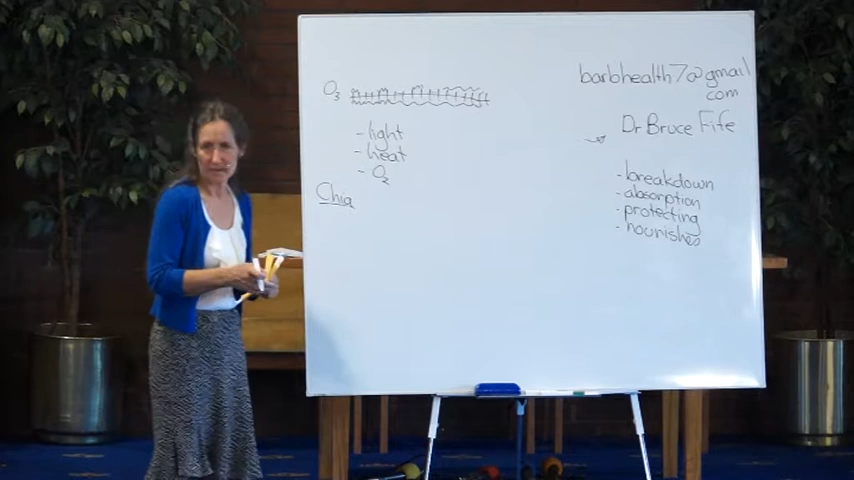 O3
- light
- heat
- O2
Chia
barbhealth7@gmail
com
Dr Bruce Fife
- breakdown
- absorption
- protecting
- nourishes